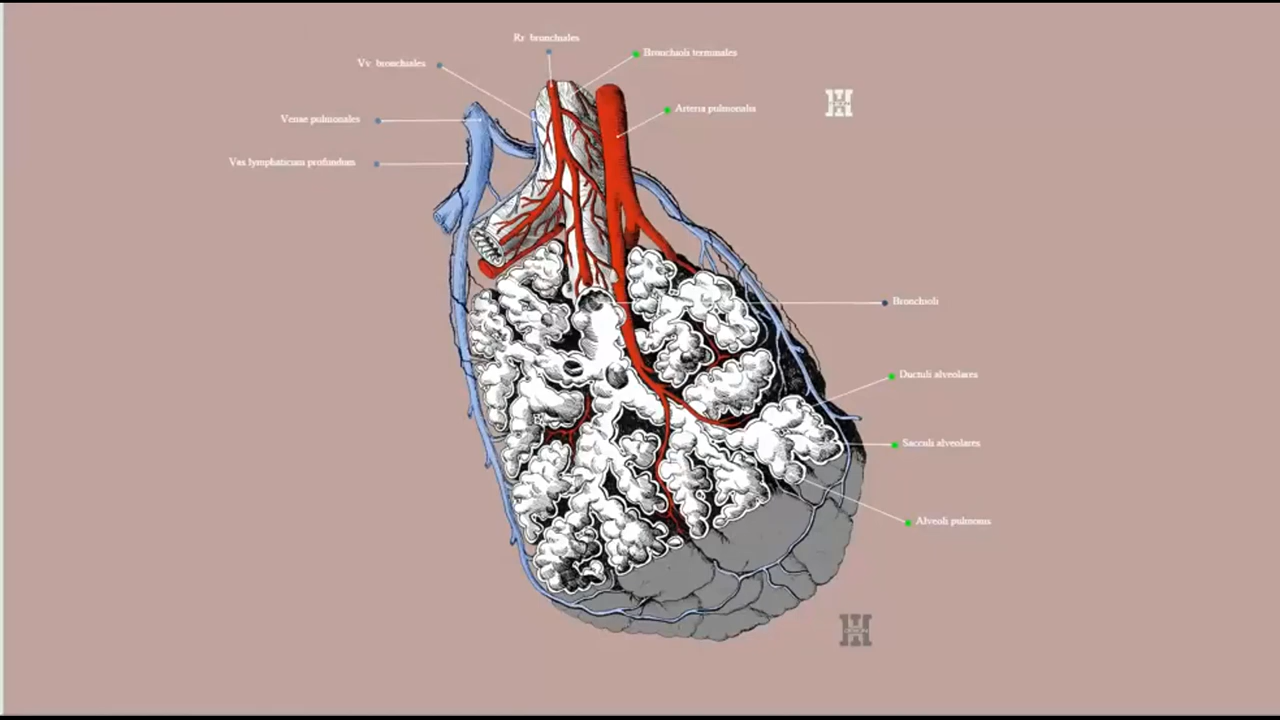 Rr bronchiales
Bronchioli terminales
Vv bronchiales
Arteria pulmonalis
Venae pulmonales
Vas lymphaticum profundum
Bronchioli
Ductuli alveolares
Sacculi alveolares
Alveoli pulmonis